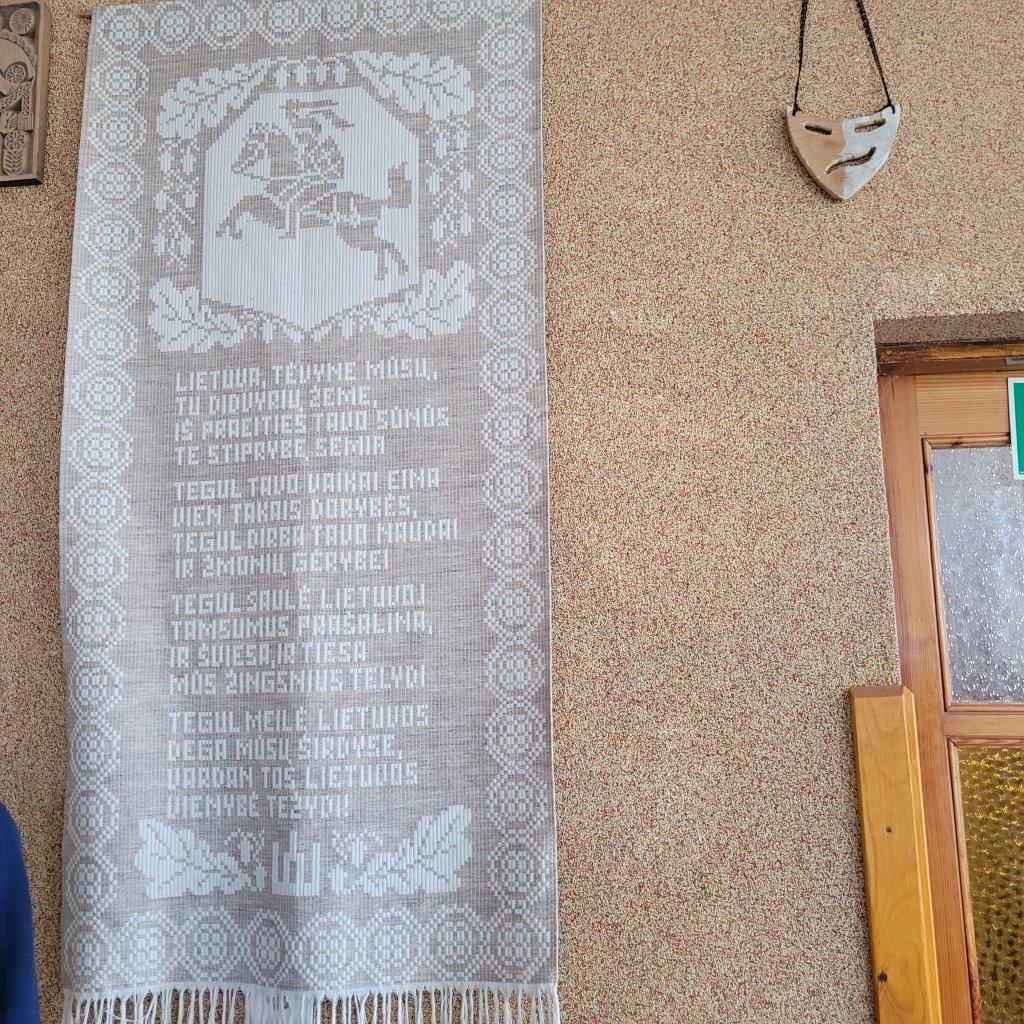 LIETUVA, TĖVYNE MŪSŲ,
TU DIDVYRIŲ ŽEME,
IŠ PRAEITIES TAVO SŪNŪS
TE STIPRYBĘ SEMIA
TEGUL TAVO VAIKAI EINA
VIEN TAKAIS DORYBĖS,
TEGUL DIRBA TAVO NAUDAI
IR ŽMONIŲ GĖRYBEI
TEGUL SAULĖ LIETUVOJ
TAMSUMUS PRAŠALINA,
IR ŠVIESA, IR TIESA
MŪS ŽINGSNIUS TELYDI
TEGUL MEILĖ LIETUVOS
DEGA MŪSŲ ŠIRDYSE,
VARDAN TOS LIETUVOS
VIENYBĖ TEŽYDI